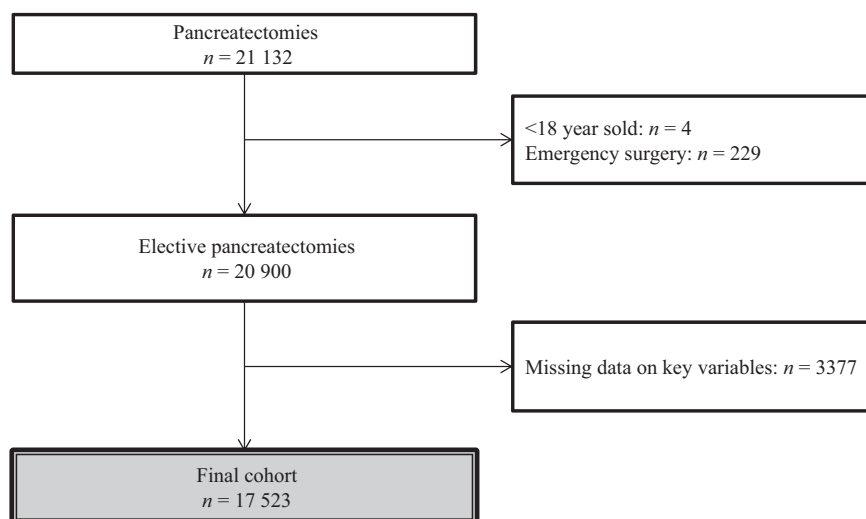 Pancreatectomies
n = 21 132
<18 year sold: n = 4
Emergency surgery: n = 229
Elective pancreatectomies
n = 20 900
Missing data on key variables: n = 3377
Final cohort
n = 17 523